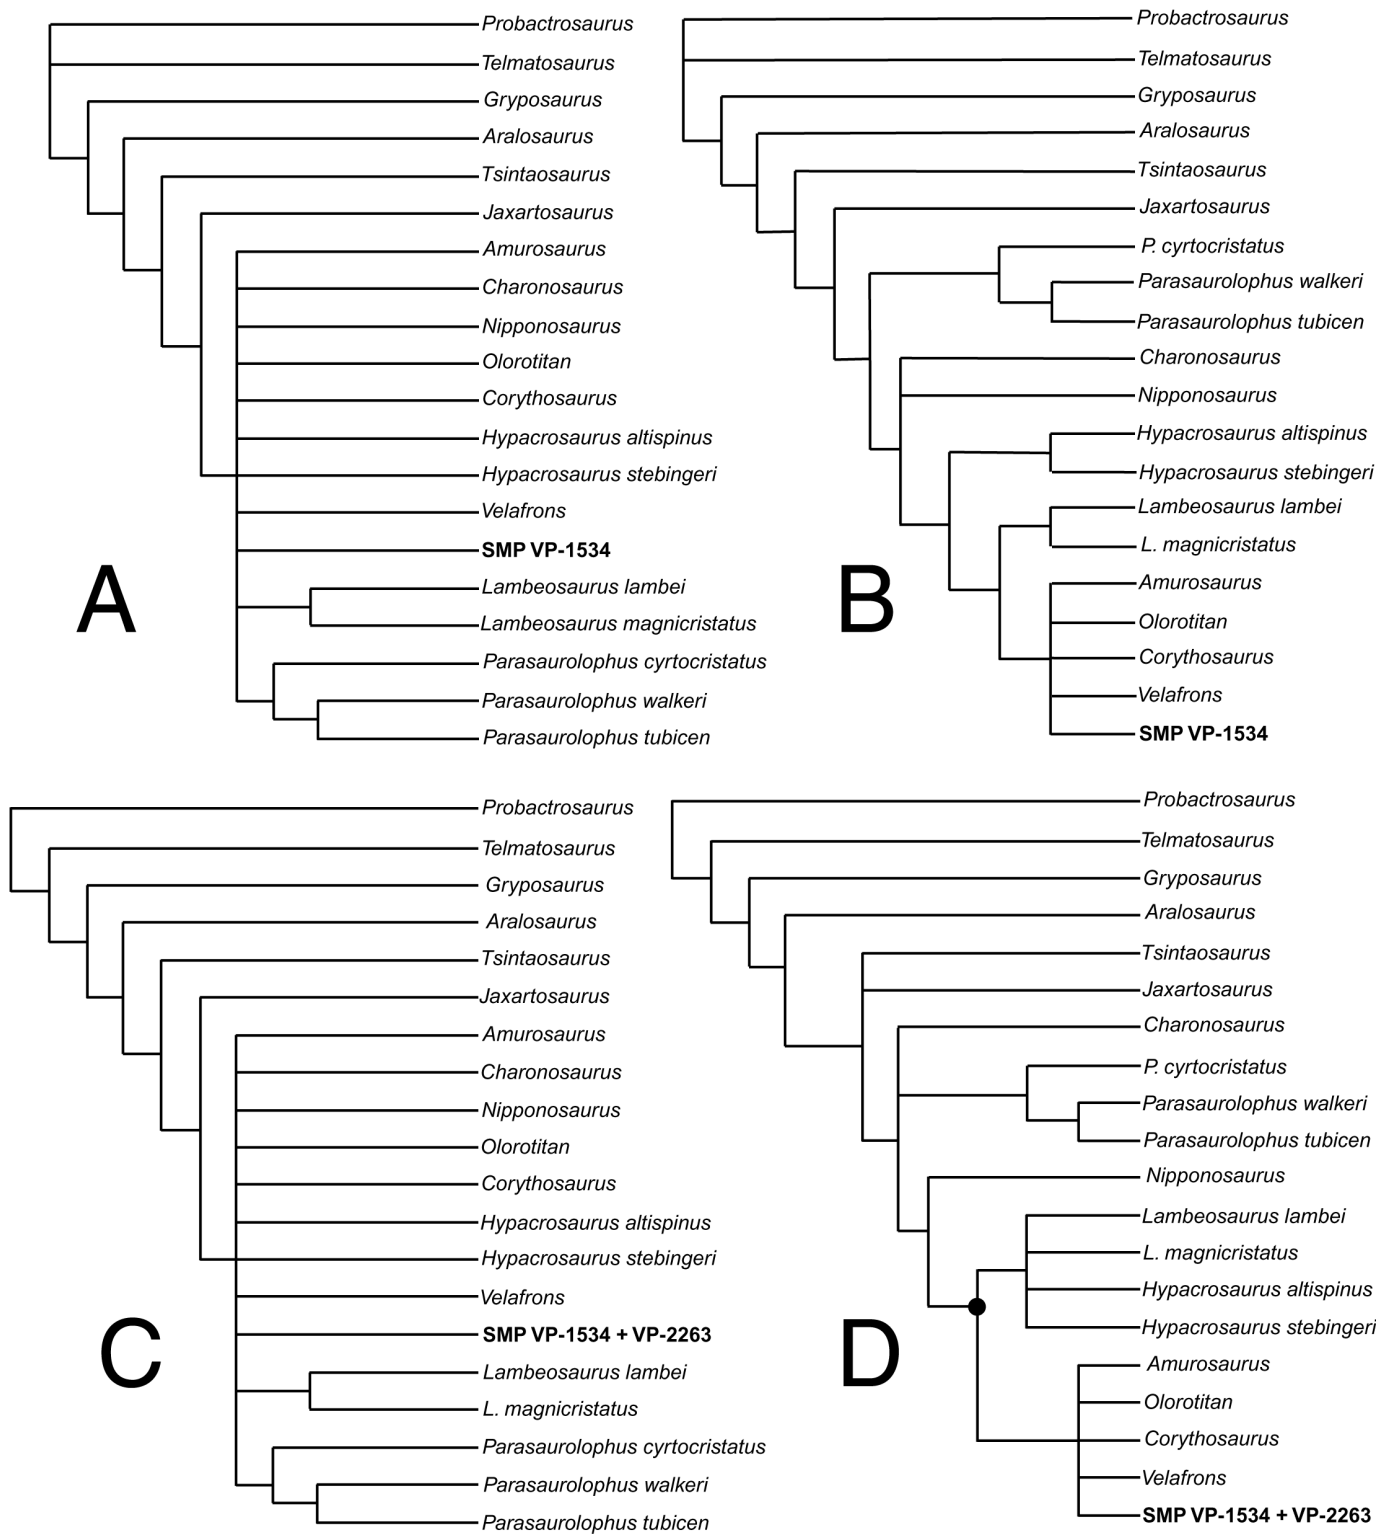 Probactrosaurus
Telmatosaurus
Gryposaurus
Aralosaurus
Tsintaosaurus
Jaxartosaurus
Amurosaurus
Charonosaurus
Nipponosaurus
Olorotitan
Corythosaurus
Hypacrosaurus altispinus
Hypacrosaurus stebingeri
Velafrons
SMP VP-1534
Lambeosaurus lambei
Lambeosaurus magnicristatus
Parasaurolophus cyrtocristatus
Parasaurolophus walkeri
Parasaurolophus tubicen
A
Probactrosaurus
Telmatosaurus
Gryposaurus
Aralosaurus
Tsintaosaurus
Jaxartosaurus
P. cyrtocristatus
Parasaurolophus walkeri
Parasaurolophus tubicen
Charonosaurus
Nipponosaurus
Hypacrosaurus altispinus
Hypacrosaurus stebingeri
Lambeosaurus lambei
L. magnicristatus
Amurosaurus
Olorotitan
Corythosaurus
Velafrons
SMP VP-1534
B
Probactrosaurus
Telmatosaurus
Gryposaurus
Aralosaurus
Tsintaosaurus
Jaxartosaurus
Amurosaurus
Charonosaurus
Nipponosaurus
Olorotitan
Corythosaurus
Hypacrosaurus altispinus
Hypacrosaurus stebingeri
Velafrons
SMP VP-1534 + VP-2263
Lambeosaurus lambei
L. magnicristatus
Parasaurolophus cyrtocristatus
Parasaurolophus walkeri
Parasaurolophus tubicen
C
Probactrosaurus
Telmatosaurus
Gryposaurus
Aralosaurus
Tsintaosaurus
Jaxartosaurus
Charonosaurus
P. cyrtocristatus
Parasaurolophus walkeri
Parasaurolophus tubicen
Nipponosaurus
Lambeosaurus lambei
L. magnicristatus
Hypacrosaurus altispinus
Hypacrosaurus stebingeri
Amurosaurus
Olorotitan
Corythosaurus
Velafrons
SMP VP-1534 + VP-2263
D